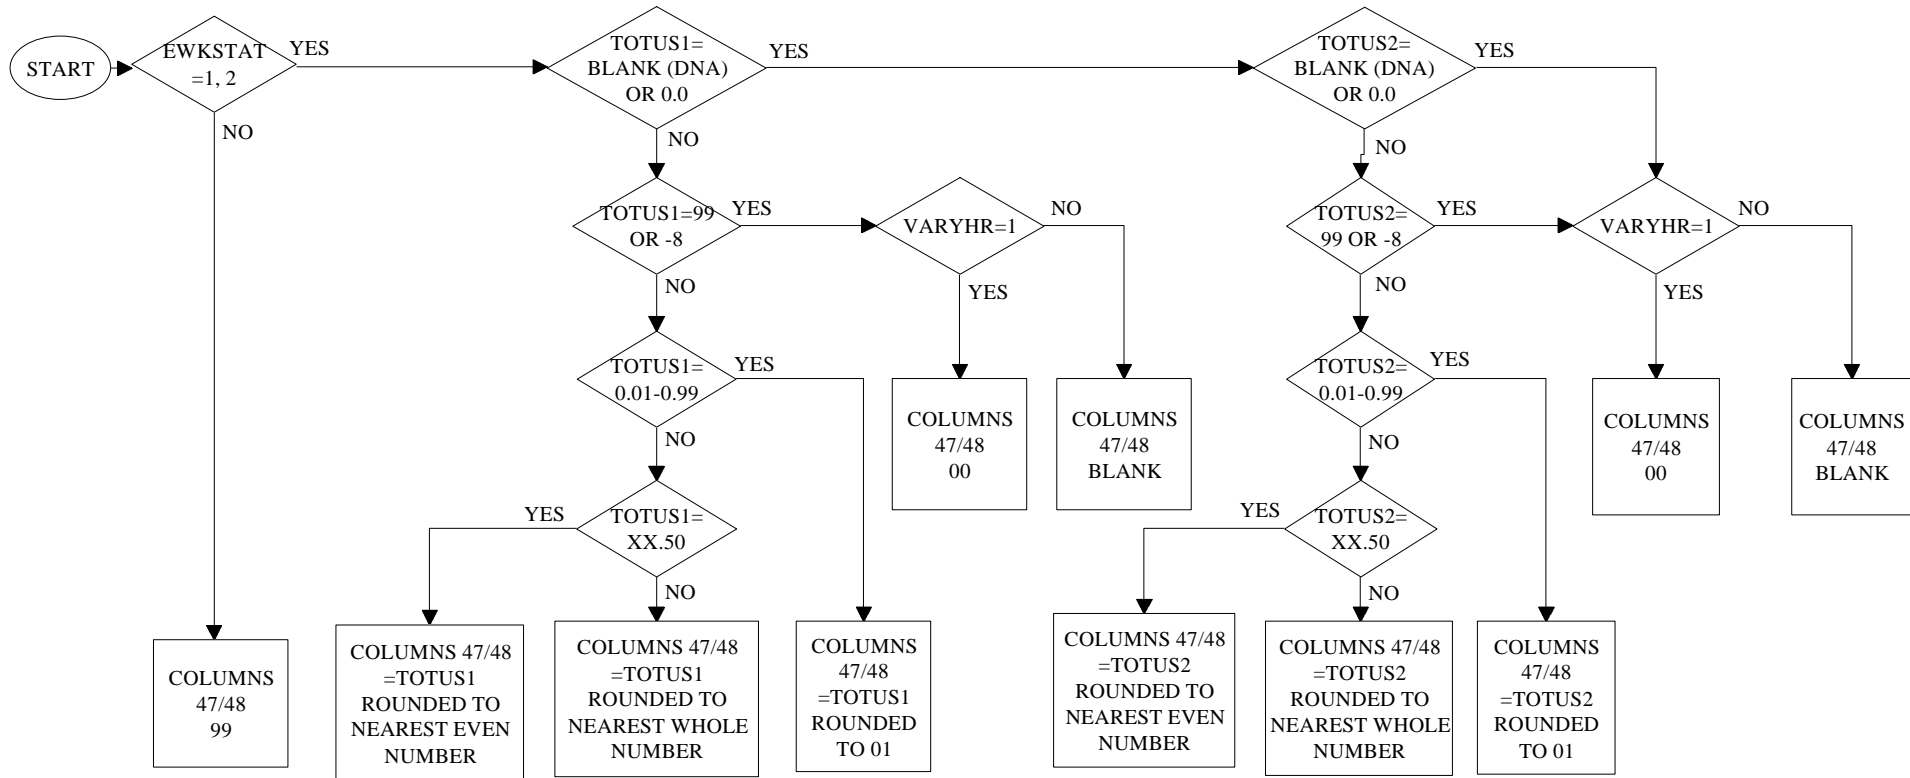 START
EWKSTAT
=1, 2
YES
NO
TOTUS1=
BLANK (DNA)
OR 0.0
YES
NO
TOTUS2=
BLANK (DNA)
OR 0.0
YES
NO
TOTUS1=99
OR -8
YES
NO
VARYHR=1
NO
YES
TOTUS2=
99 OR -8
YES
NO
VARYHR=1
NO
YES
TOTUS1=
0.01-0.99
YES
NO
COLUMNS
47/48
00
COLUMNS
47/48
BLANK
TOTUS2=
0.01-0.99
YES
NO
COLUMNS
47/48
00
COLUMNS
47/48
BLANK
TOTUS1=
XX.50
YES
NO
TOTUS2=
XX.50
YES
NO
COLUMNS
47/48
99
COLUMNS 47/48
=TOTUS1
ROUNDED TO
NEAREST EVEN
NUMBER
COLUMNS 47/48
=TOTUS1
ROUNDED TO
NEAREST WHOLE
NUMBER
COLUMNS
47/48
=TOTUS1
ROUNDED
TO 01
COLUMNS 47/48
=TOTUS2
ROUNDED TO
NEAREST EVEN
NUMBER
COLUMNS 47/48
=TOTUS2
ROUNDED TO
NEAREST WHOLE
NUMBER
COLUMNS
47/48
=TOTUS2
ROUNDED
TO 01